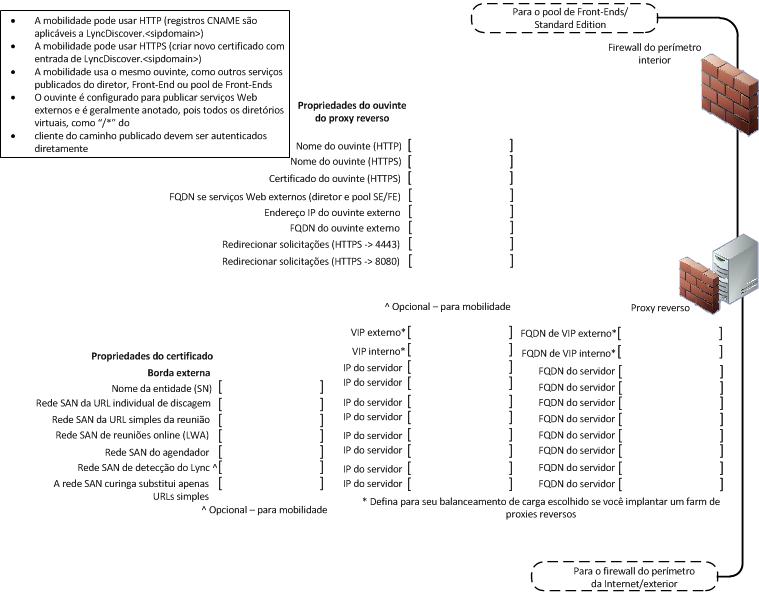 Para o pool de Front-Ends/
Standard Edition
Firewall do perímetro
interior
• A mobilidade pode usar HTTP (registros CNAME são
aplicáveis a LyncDiscover.<sipdomain>)
• A mobilidade pode usar HTTPS (criar novo certificado com
entrada de LyncDiscover.<sipdomain>)
• A mobilidade usa o mesmo ouvinte, como outros serviços
publicados do diretor, Front-End ou pool de Front-Ends
• O ouvinte é configurado para publicar serviços Web
externos e é geralmente anotado, pois todos os diretórios
virtuais, como “/*” do
• cliente do caminho publicado devem ser autenticados
diretamente
Propriedades do ouvinte
do proxy reverso
Nome do ouvinte (HTTP) [ ]
Nome do ouvinte (HTTPS) [ ]
Certificado do ouvinte (HTTPS) [ ]
FQDN se serviços Web externos (diretor e pool SE/FE) [ ]
Endereço IP do ouvinte externo [ ]
FQDN do ouvinte externo [ ]
Redirecionar solicitações (HTTPS -> 4443) [ ]
Redirecionar solicitações (HTTPS -> 8080) [ ]
^ Opcional – para mobilidade
Proxy reverso
Propriedades do certificado
Borda externa
Nome da entidade (SN) [ ]
Rede SAN da URL individual de discagem [ ]
Rede SAN da URL simples da reunião [ ]
Rede SAN de reuniões online (LWA) [ ]
Rede SAN do agendador [ ]
Rede SAN de detecção do Lync ^[ ]
A rede SAN curinga substitui apenas [ ]
URLs simples
^ Opcional – para mobilidade
VIP externo*[ ]
VIP interno*[ ]
IP do servidor [ ]
IP do servidor [ ]
IP do servidor [ ]
IP do servidor [ ]
IP do servidor [ ]
IP do servidor [ ]
IP do servidor [ ]
IP do servidor [ ]
FQDN de VIP externo*[ ]
FQDN de VIP interno*[ ]
FQDN do servidor [ ]
FQDN do servidor [ ]
FQDN do servidor [ ]
FQDN do servidor [ ]
FQDN do servidor [ ]
FQDN do servidor [ ]
FQDN do servidor [ ]
FQDN do servidor [ ]
* Defina para seu balanceamento de carga escolhido se você implantar um farm de
proxies reversos
Para o firewall do perímetro
da Internet/exterior